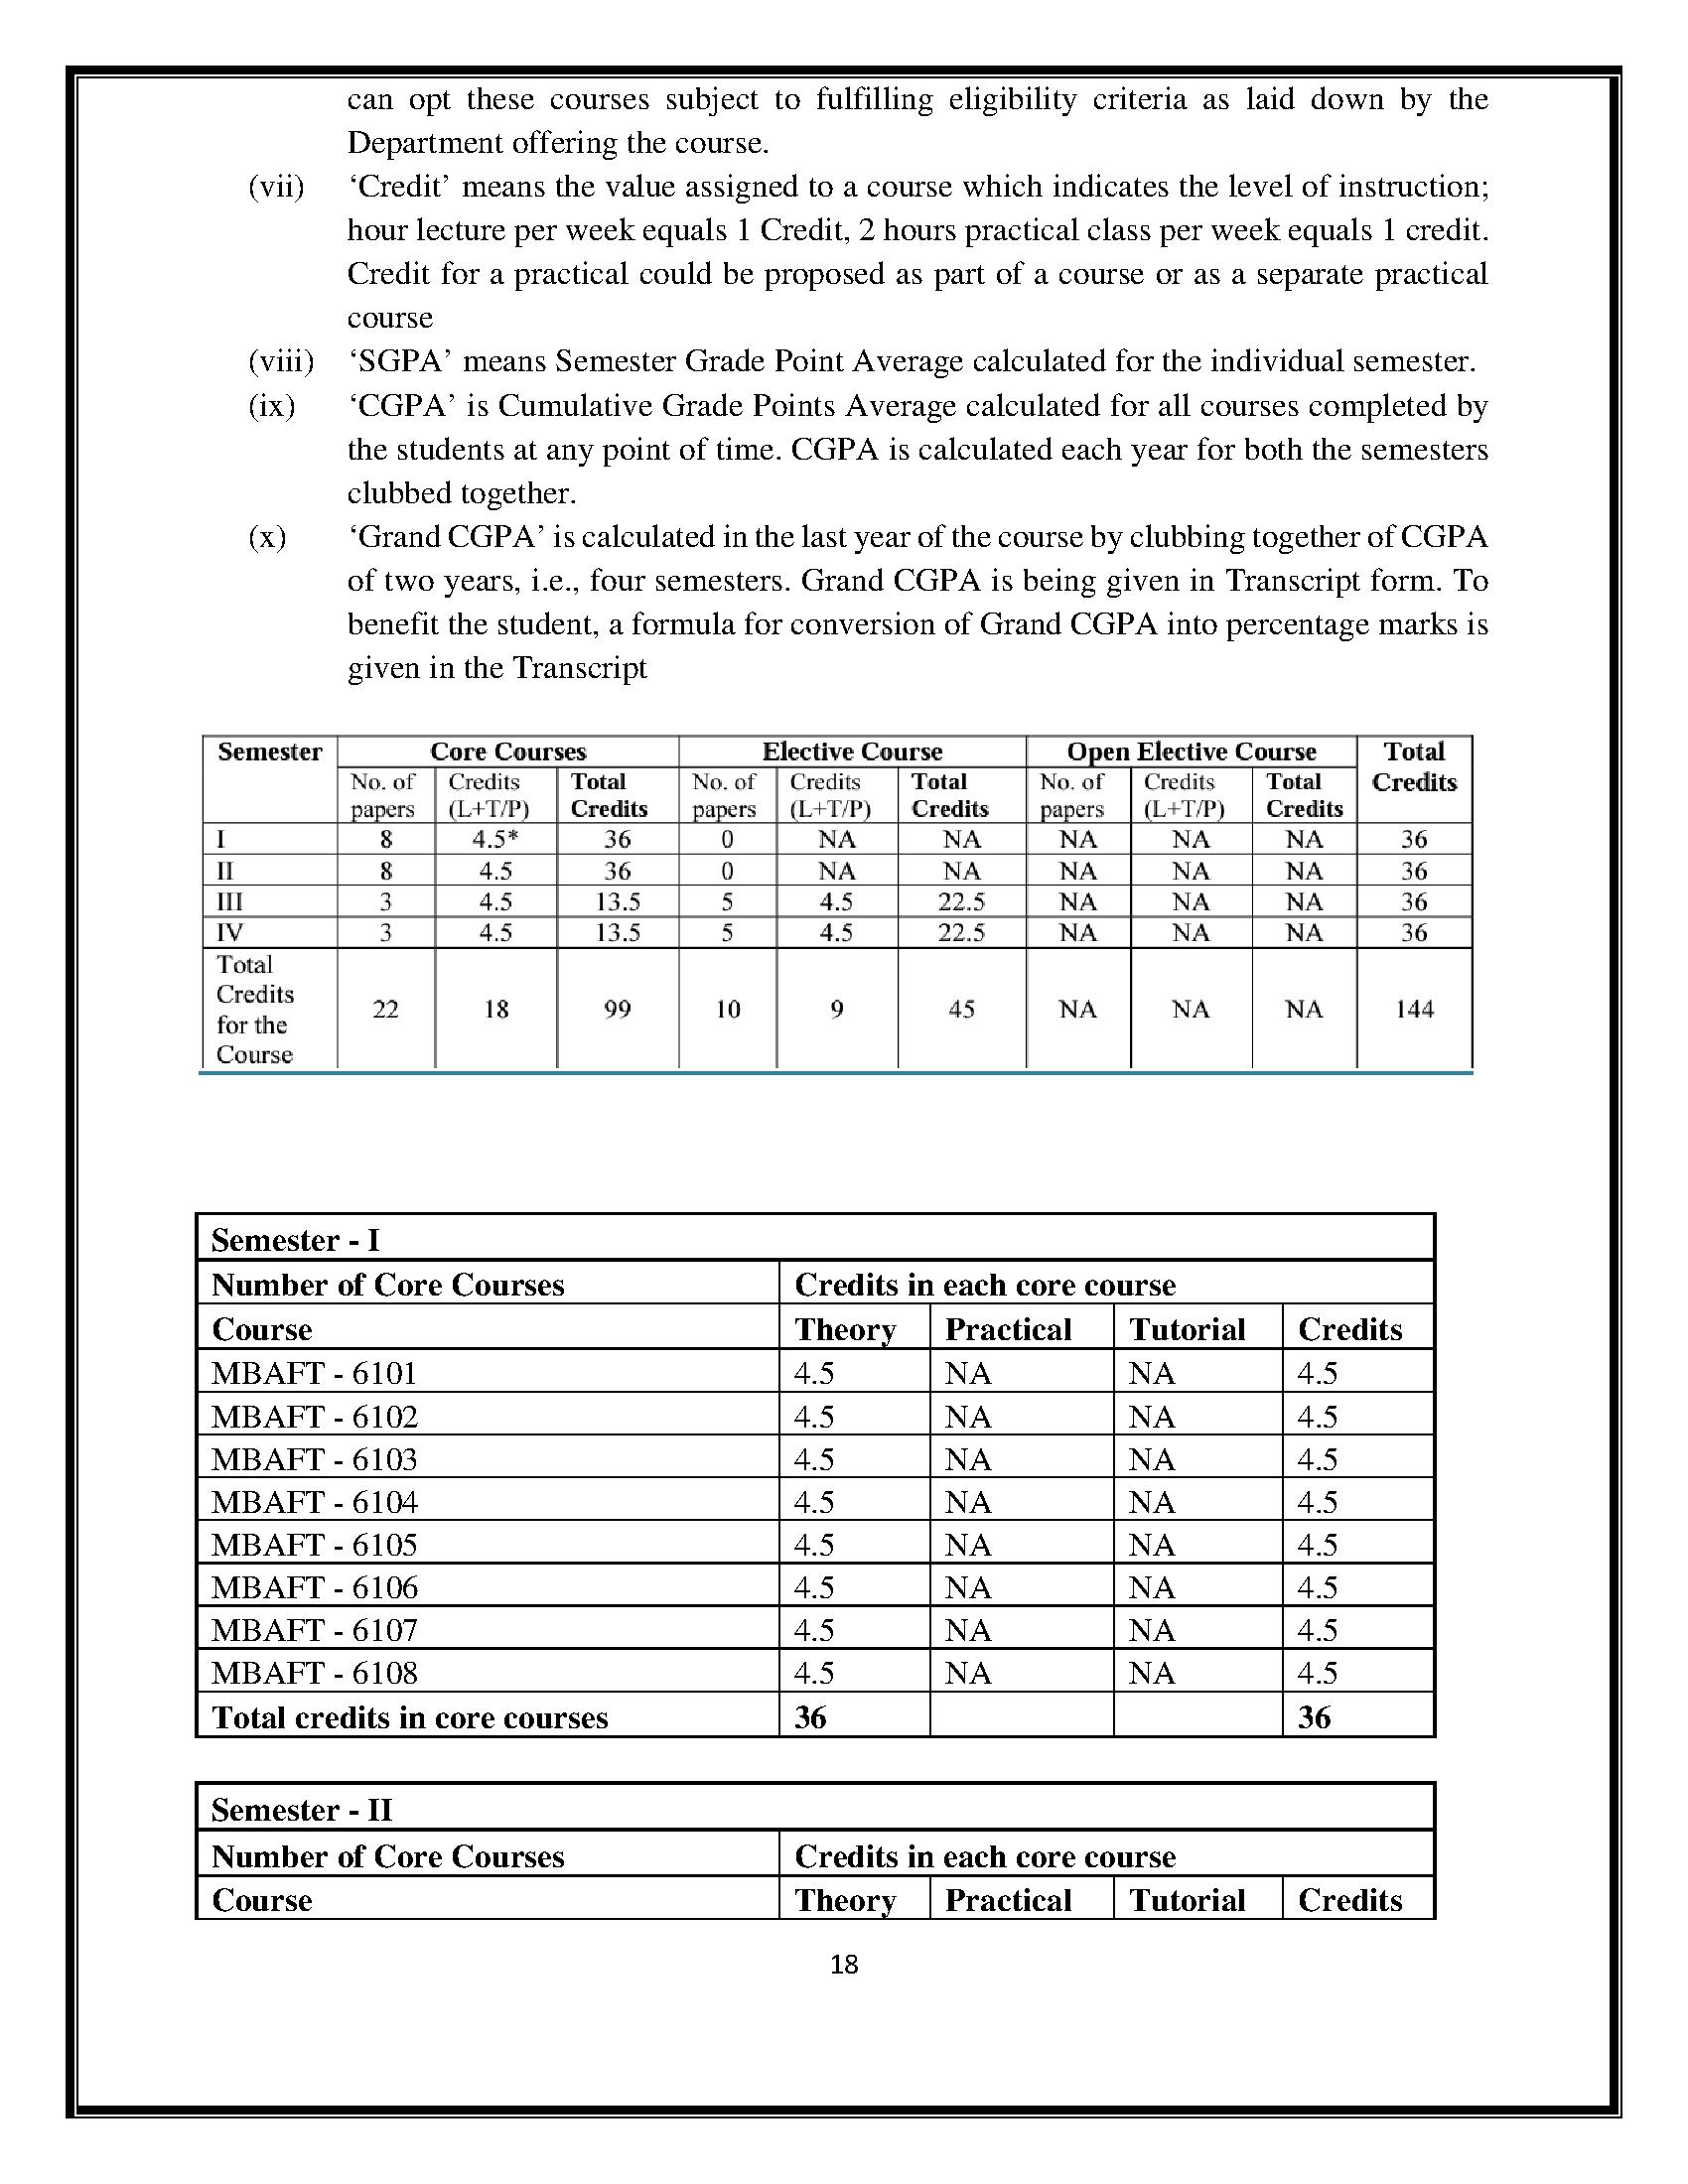 can opt these courses subject to fulfilling eligibility criteria as laid down by the
Department offering the course.
(vii) ‘Credit’ means the value assigned to a course which indicates the level of instruction;
hour lecture per week equals 1 Credit, 2 hours practical class per week equals 1 credit.
Credit for a practical could be proposed as part of a course or as a separate practical
course
(viii) ‘SGPA’ means Semester Grade Point Average calculated for the individual semester.
(ix) ‘CGPA’ is Cumulative Grade Points Average calculated for all courses completed by
the students at any point of time. CGPA is calculated each year for both the semesters
clubbed together.
(x) ‘Grand CGPA’ is calculated in the last year of the course by clubbing together of CGPA
of two years, i.e., four semesters. Grand CGPA is being given in Transcript form. To
benefit the student, a formula for conversion of Grand CGPA into percentage marks is
given in the Transcript
Semester Core Courses Elective Course Open Elective Course Total
No. of Credits Total No. of Credits Total No. of Credits Total Credits
papers (L+T/P) Credits papers (L+T/P) Credits papers (L+T/P) Credits
I 8 4.5* 36 0 NA NA NA NA NA 36
II 8 4.5 36 0 NA NA NA NA NA 36
III 3 4.5 13.5 5 4.5 22.5 NA NA NA 36
IV 3 4.5 13.5 5 4.5 22.5 NA NA NA 36
Total
Credits
for the
Course
22 18 99 10 9 45 NA NA NA 144
Semester - I
Number of Core Courses Credits in each core course
Course Theory Practical Tutorial Credits
MBAFT - 6101 4.5 NA NA 4.5
MBAFT - 6102 4.5 NA NA 4.5
MBAFT - 6103 4.5 NA NA 4.5
MBAFT - 6104 4.5 NA NA 4.5
MBAFT - 6105 4.5 NA NA 4.5
MBAFT - 6106 4.5 NA NA 4.5
MBAFT - 6107 4.5 NA NA 4.5
MBAFT - 6108 4.5 NA NA 4.5
Total credits in core courses 36 36
Semester - II
Number of Core Courses Credits in each core course
Course Theory Practical Tutorial Credits
18